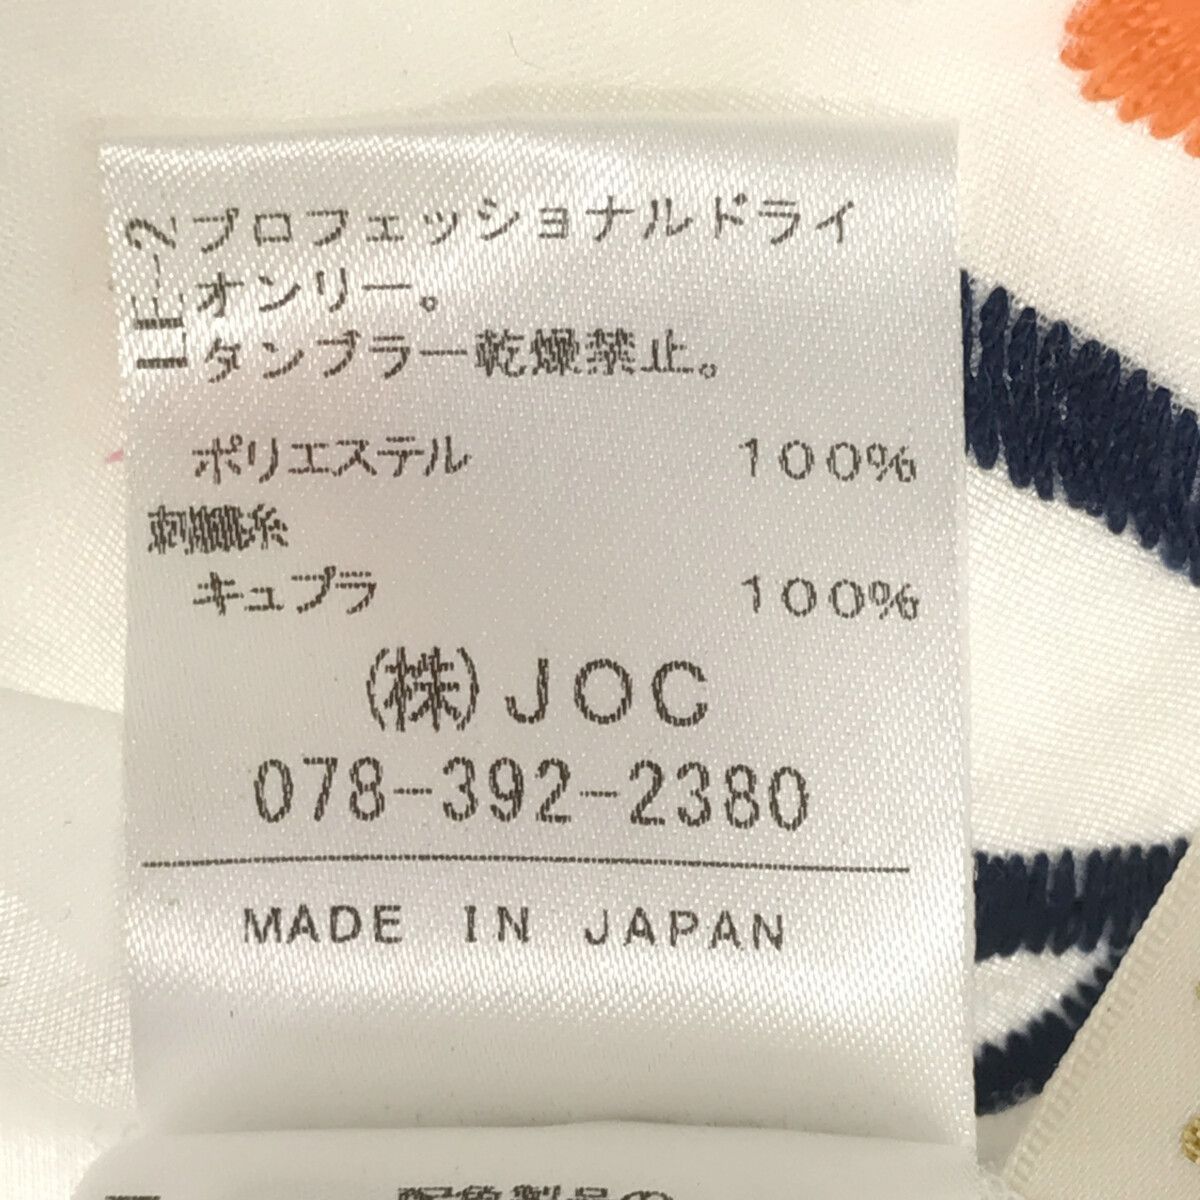 プロフェッショナルドライ
オンリー。
タンブラー乾燥禁止。
ポリエステル 100%
刺繍糸
キュプラ 100%
(株)JOC
078-392-2380
MADE IN JAPAN